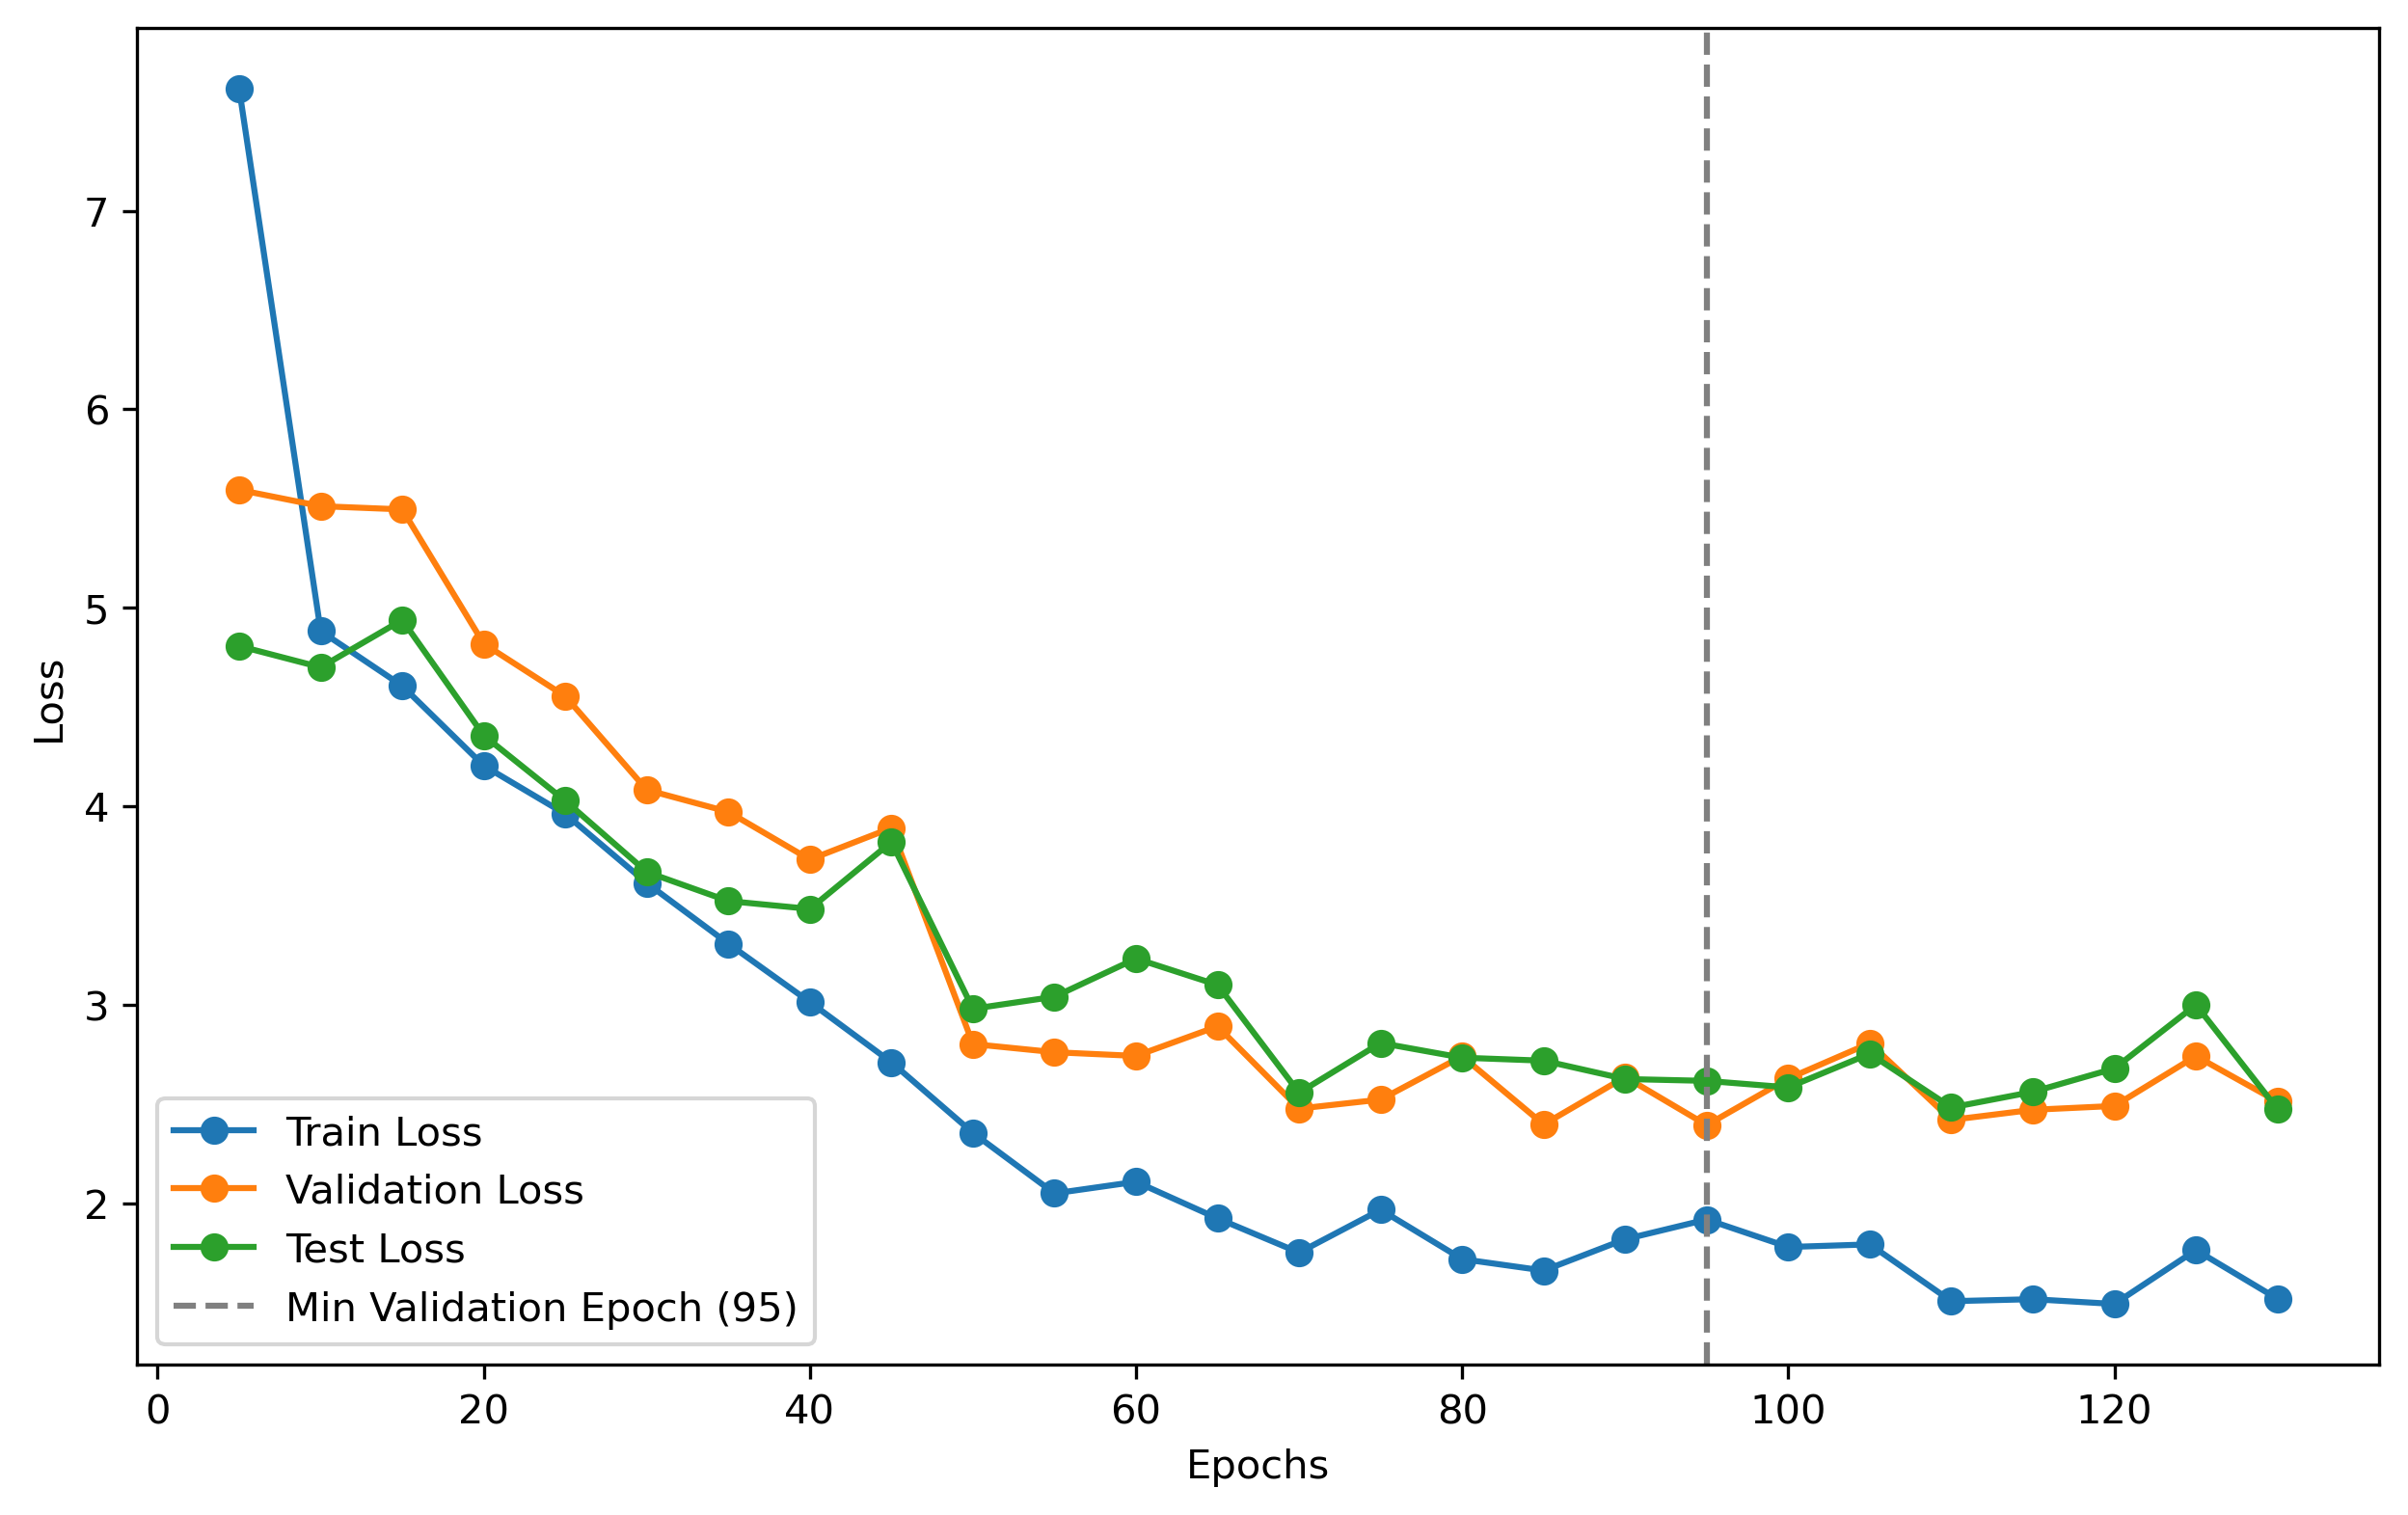 7
6
5
4
3
2
Loss
Train Loss
Validation Loss
Test Loss
Min Validation Epoch (95)
0 20 40 60 80 100 120
Epochs